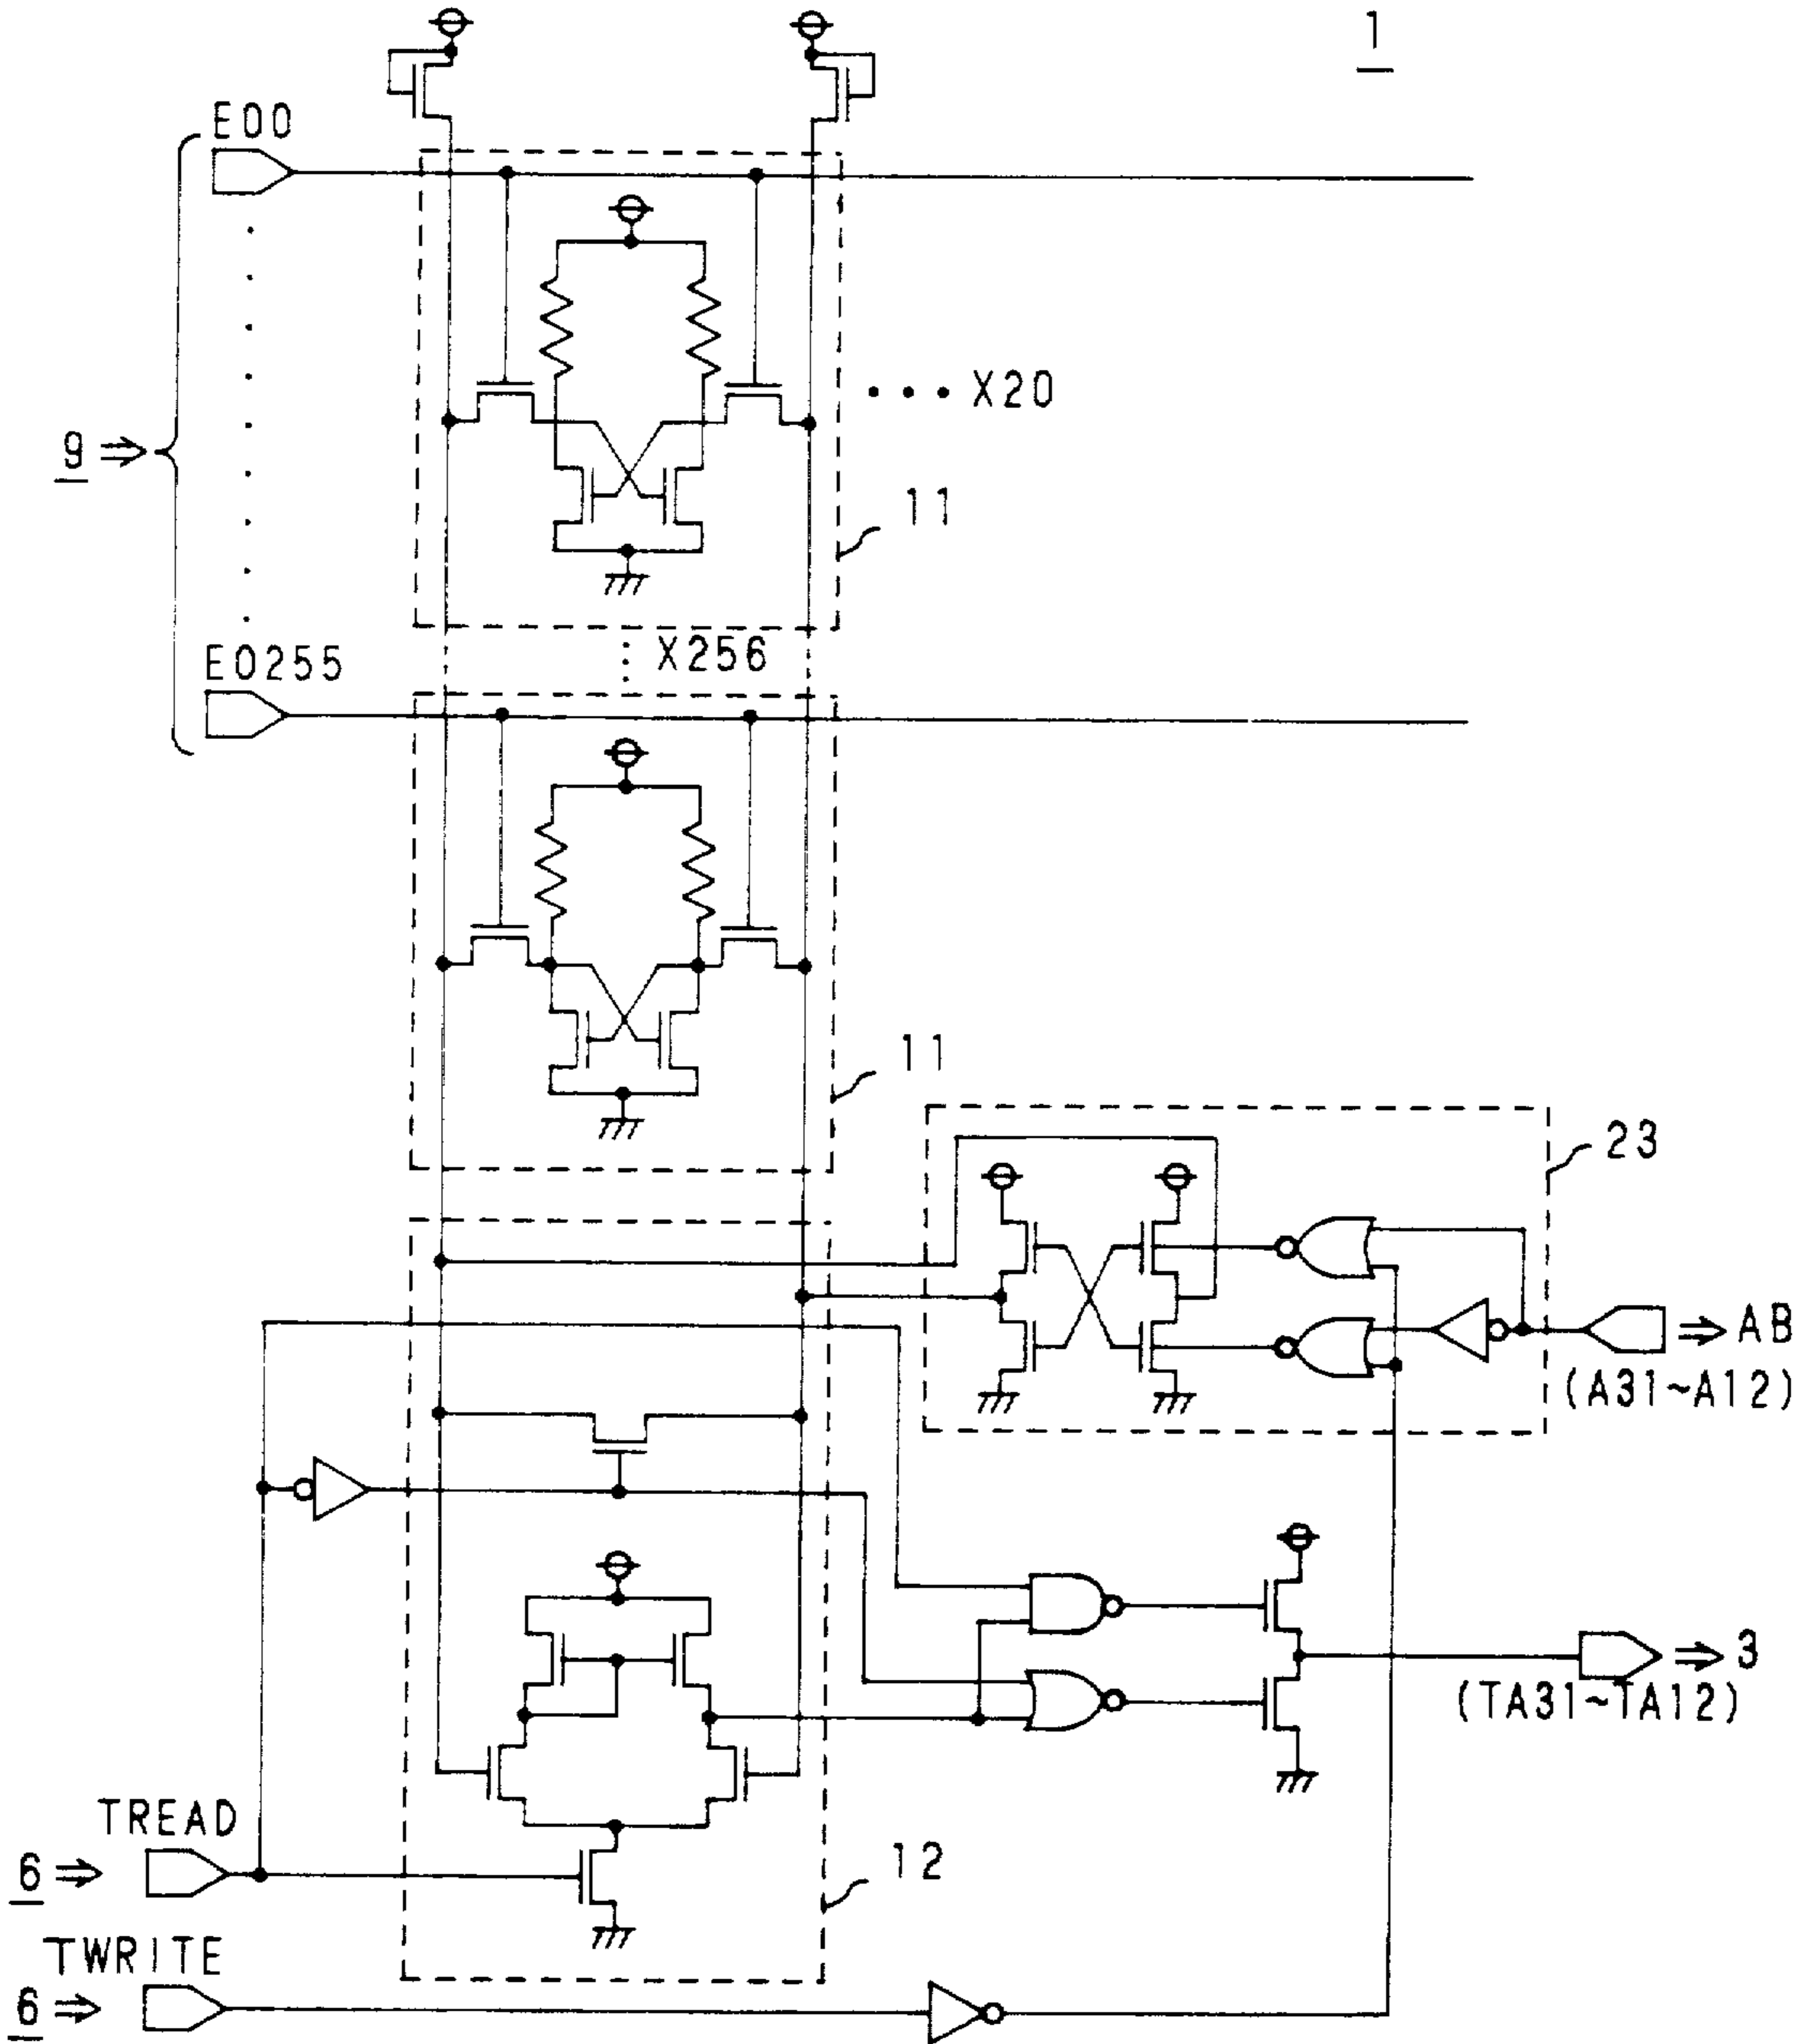 1
E00
• • • X20
9 ⇒
11
⋮ X256
E0255
11
23
⇒ AB
(A31~A12)
⇒ 3
(TA31~TA12)
TREAD
6 ⇒
12
TWRITE
6 ⇒